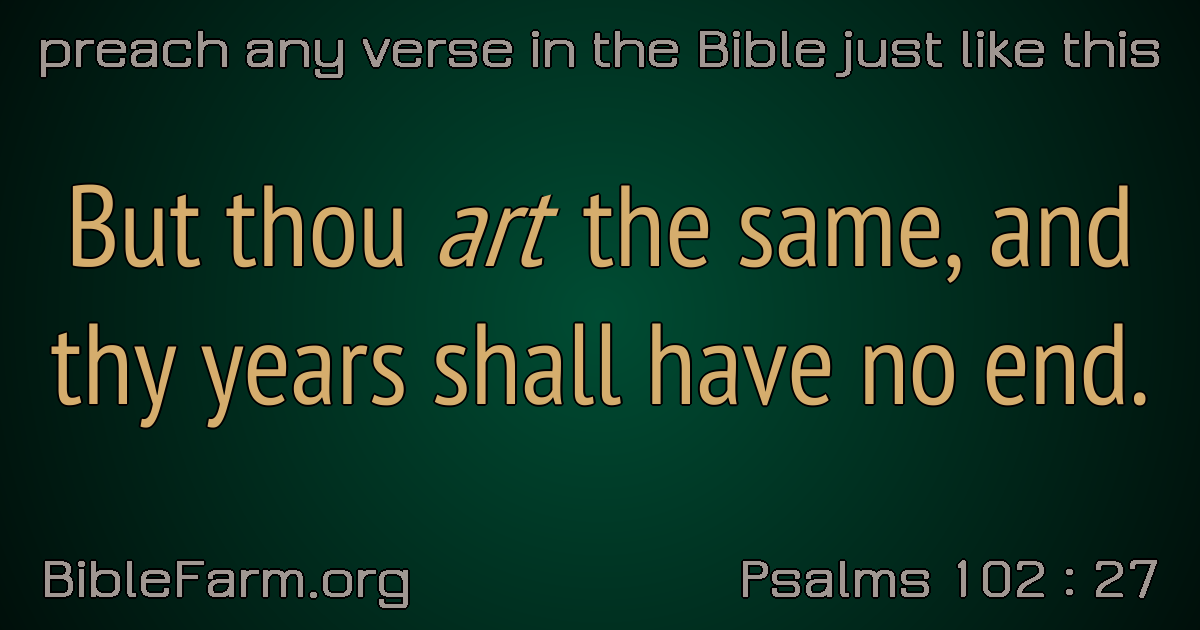 preach any verse in the Bible just like this
But thou art the same, and
thy years shall have no end.
BibleFarm.org
Psalms 102 : 27